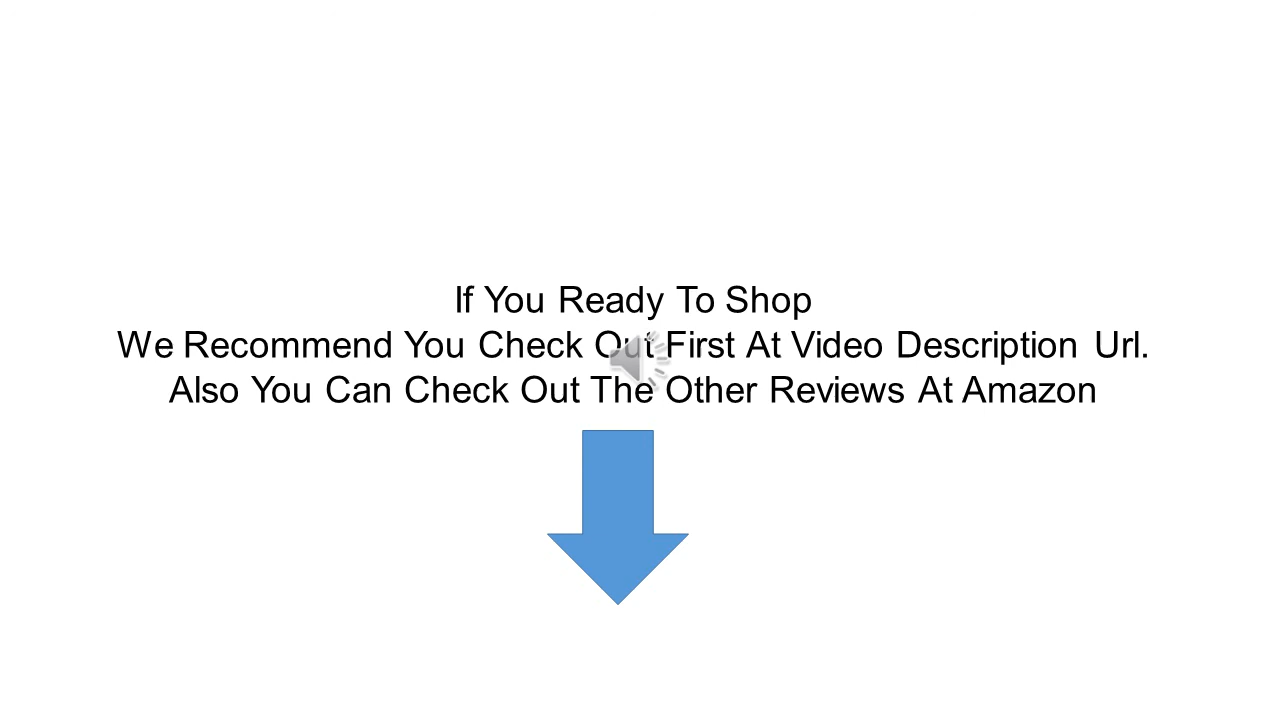 If You Ready To Shop
We Recommend You Check Out First At Video Description Url.
Also You Can Check Out The Other Reviews At Amazon